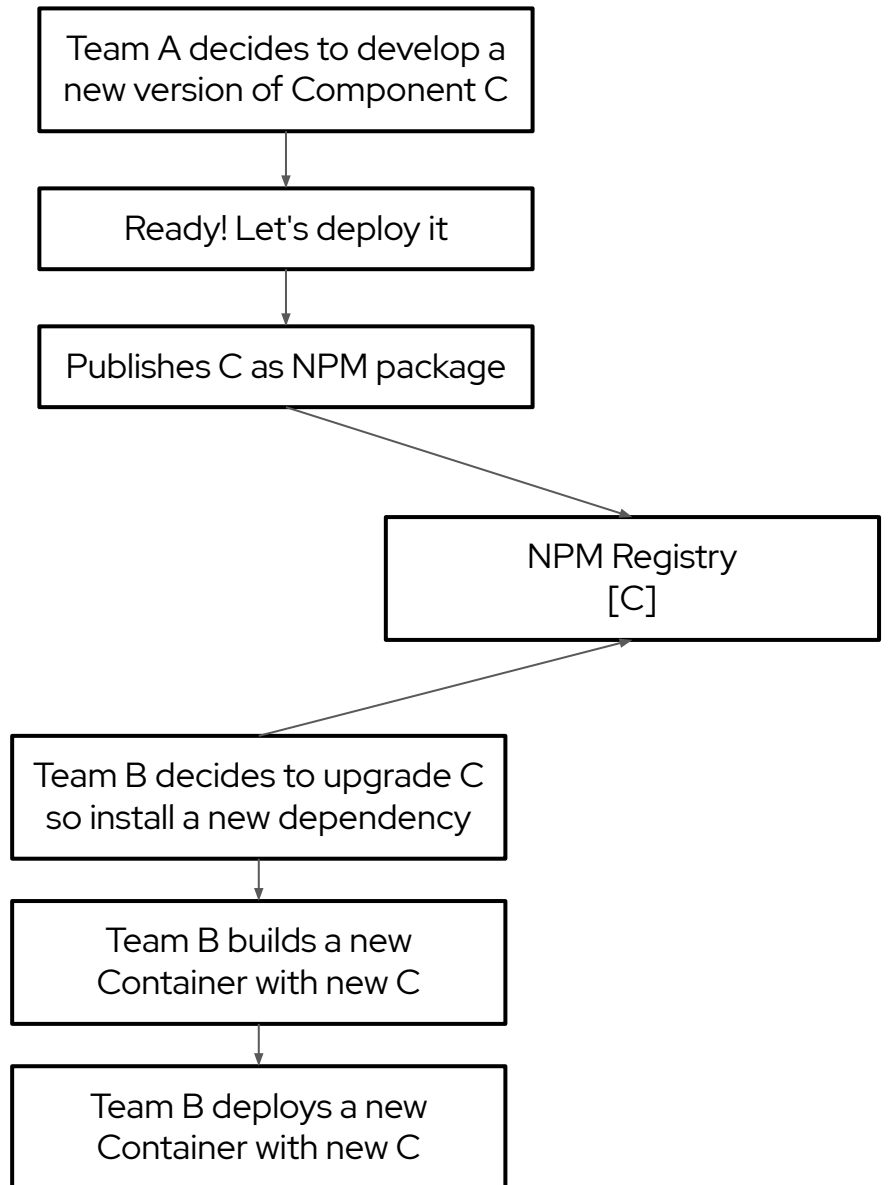 Team A decides to develop a
new version of Component C
Ready! Let's deploy it
Publishes C as NPM package
NPM Registry
[C]
Team B decides to upgrade C
so install a new dependency
Team B builds a new
Container with new C
Team B deploys a new
Container with new C